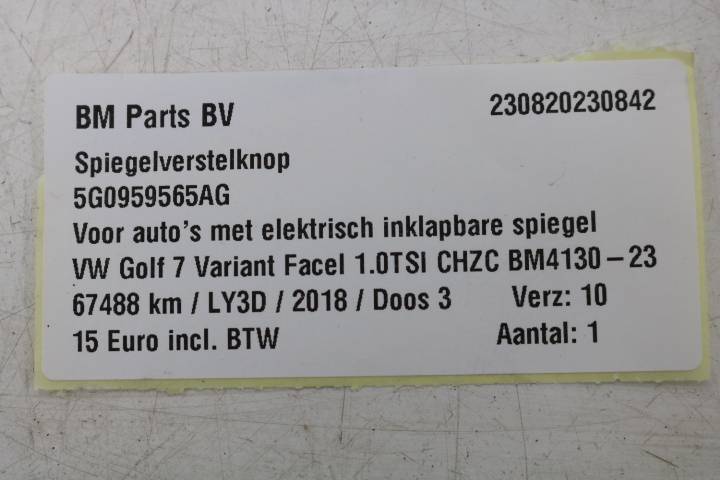 BM Parts BV 230820230842
Spiegelverstelknop
5G0959565AG
Voor auto's met elektrisch inklapbare spiegel
VW Golf 7 Variant Facel 1.0TSI CHZC BM4130-23
67488 km / LY3D / 2018 / Doos 3 Verz: 10
15 Euro incl. BTW Aantal: 1